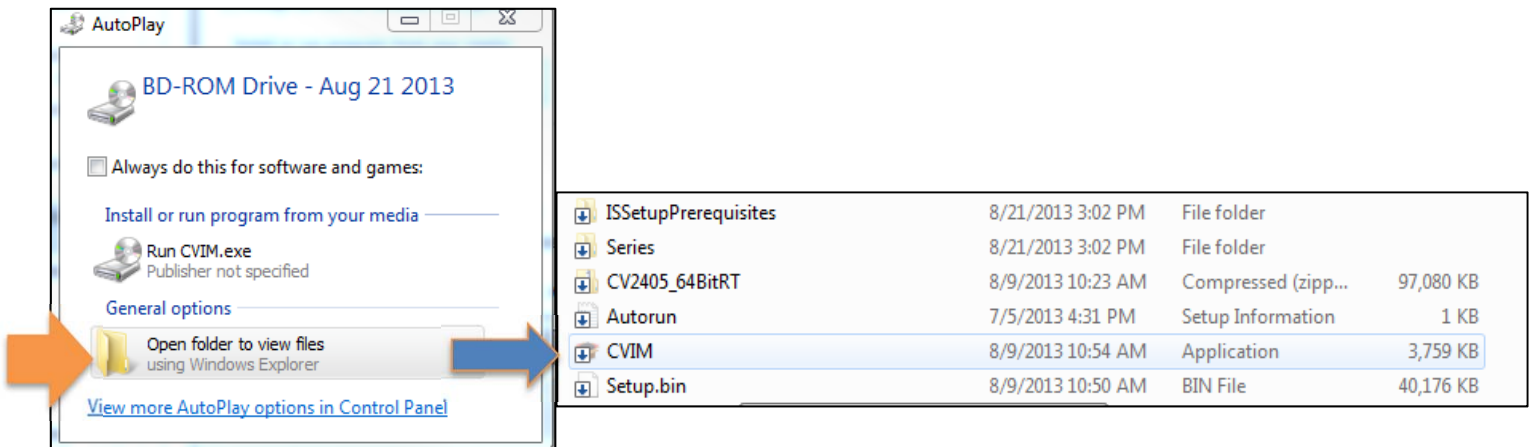 AutoPlay
BD-ROM Drive - Aug 21 2013
Always do this for software and games:
Install or run program from your media
Run CVIM.exe
Publisher not specified
General options
Open folder to view files
using Windows Explorer
View more AutoPlay options in Control Panel
ISSetupPrerequisites 8/21/2013 3:02 PM File folder
Series 8/21/2013 3:02 PM File folder
CV2405_64BitRT 8/9/2013 10:23 AM Compressed (zipp... 97,080 KB
Autorun 7/5/2013 4:31 PM Setup Information 1 KB
CVIM 8/9/2013 10:54 AM Application 3,759 KB
Setup.bin 8/9/2013 10:50 AM BIN File 40,176 KB